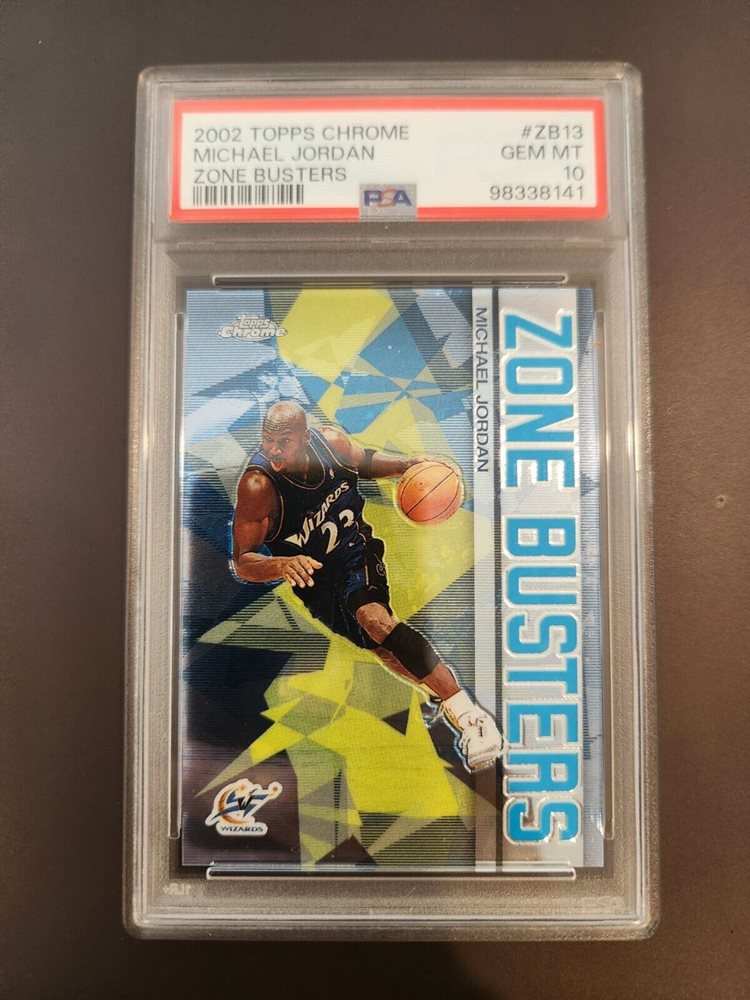 2002 TOPPS CHROME #ZB13
MICHAEL JORDAN GEM MT
ZONE BUSTERS 10
PSA 98338141
Topps
Chrome
MICHAEL JORDAN
ZONE BUSTERS
WIZARDS
23
WIZARDS